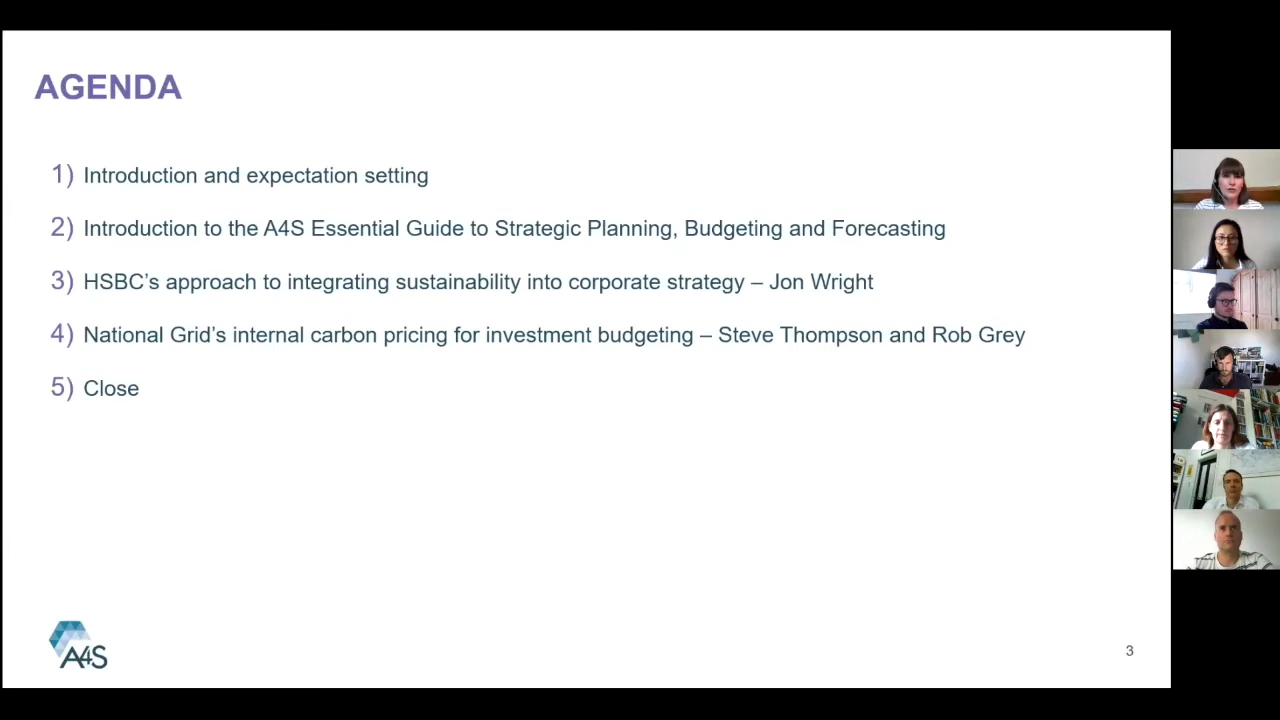 AGENDA
1) Introduction and expectation setting
2) Introduction to the A4S Essential Guide to Strategic Planning, Budgeting and Forecasting
3) HSBC’s approach to integrating sustainability into corporate strategy – Jon Wright
4) National Grid’s internal carbon pricing for investment budgeting – Steve Thompson and Rob Grey
5) Close
A4S
3